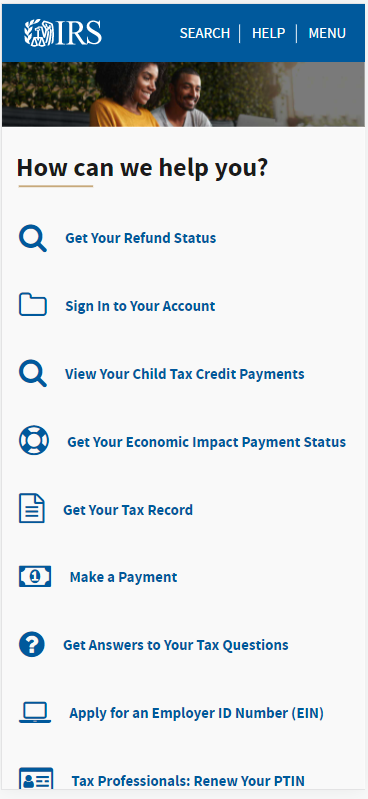 IRS
SEARCH HELP MENU
How can we help you?
Get Your Refund Status
Sign In to Your Account
View Your Child Tax Credit Payments
Get Your Economic Impact Payment Status
Get Your Tax Record
1 Make a Payment
? Get Answers to Your Tax Questions
Apply for an Employer ID Number (EIN)
Tax Professionals: Renew Your PTIN